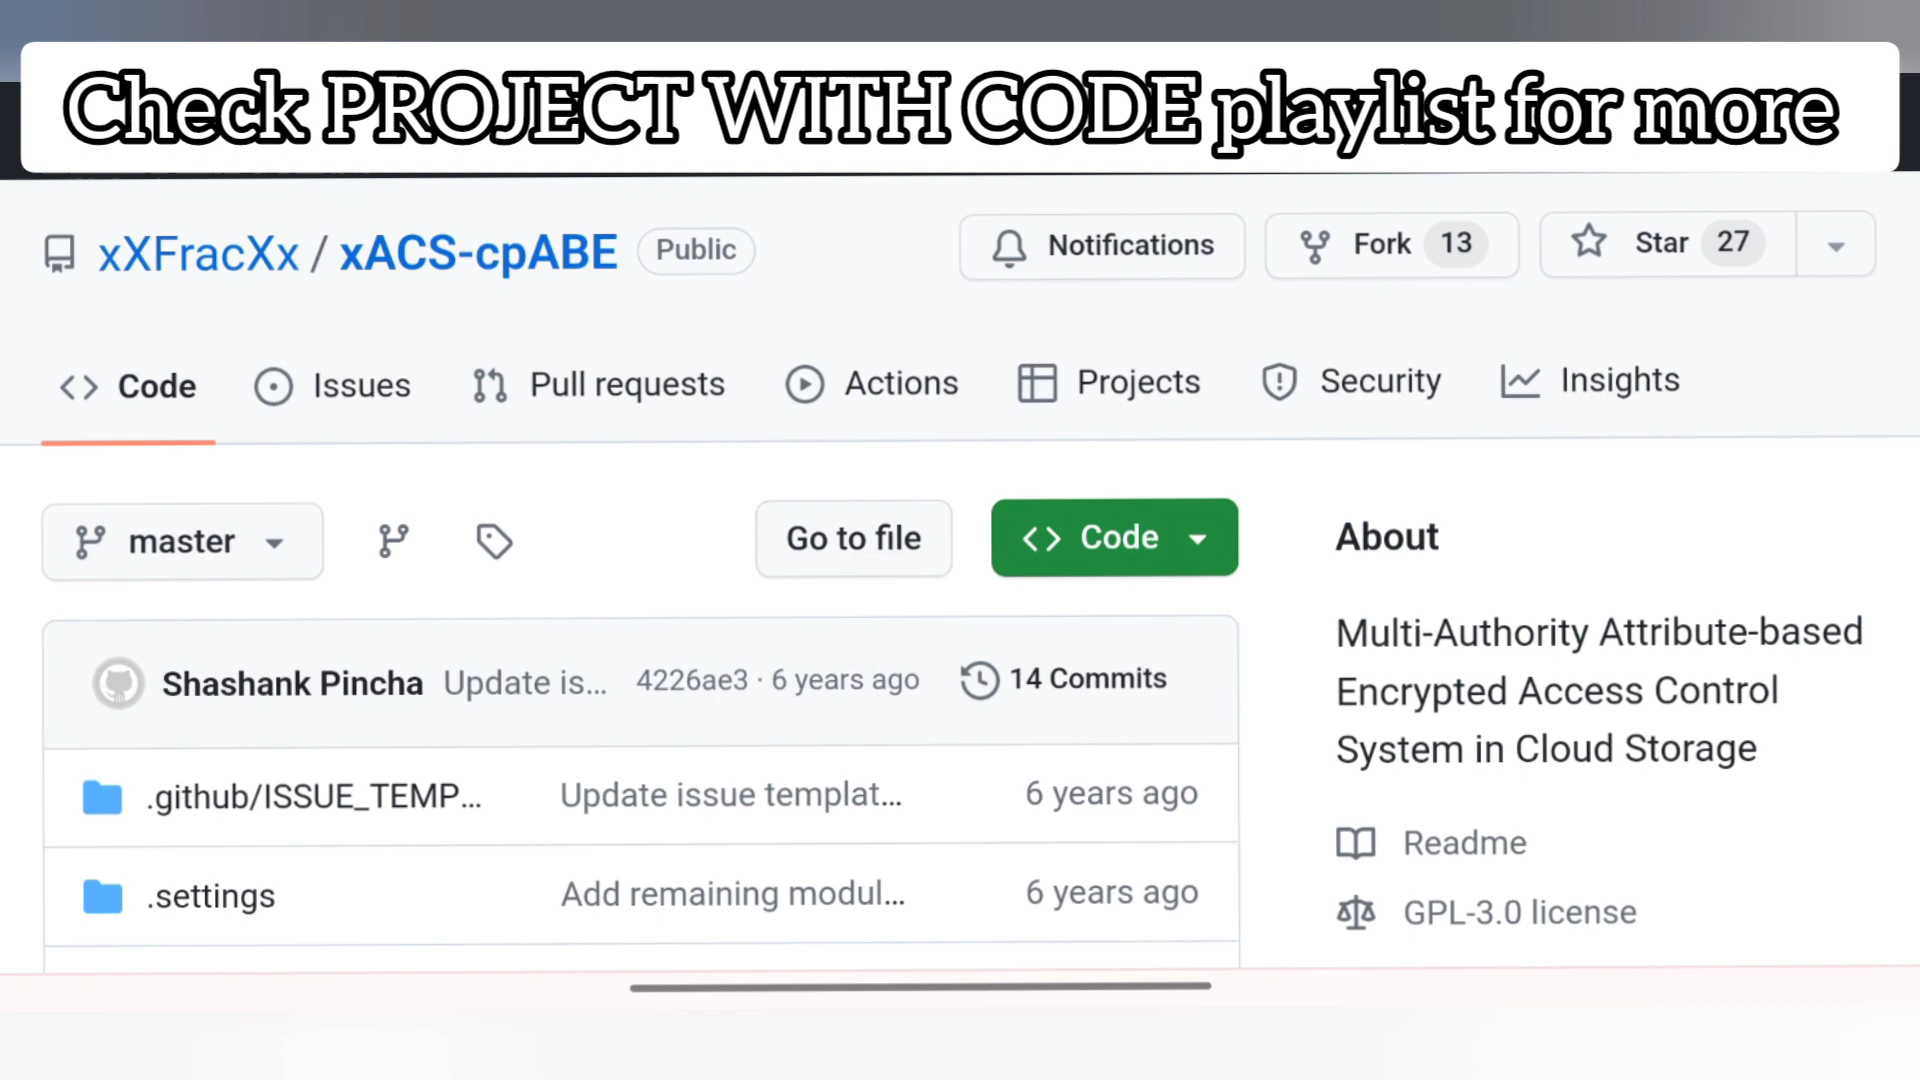 Check PROJECT WITH CODE playlist for more
xXFracXx / xACS-cpABE Public Notifications Fork 13 Star 27
Code Issues Pull requests Actions Projects Security Insights
master Go to file Code About
Multi-Authority Attribute-based
Encrypted Access Control
System in Cloud Storage
Shashank Pincha Update is... 4226ae3 · 6 years ago 14 Commits
.github/ISSUE_TEMP... Update issue templat... 6 years ago
.settings Add remaining modul... 6 years ago
Readme
GPL-3.0 license